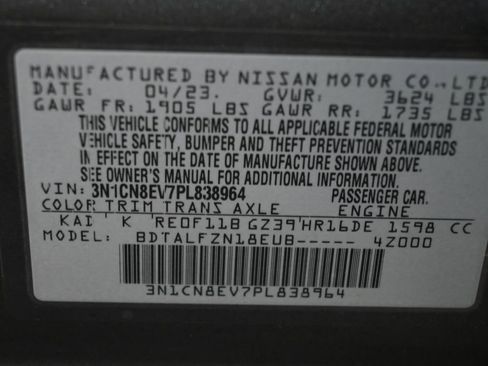 MANUFACTURED BY NISSAN MOTOR CO., LTD
DATE: 04/23. GVWR: 3624 LBS
GAWR FR: 1905 LBS GAWR RR: 1735 LBS
THIS VEHICLE CONFORMS TO ALL APPLICABLE FEDERAL MOTOR
VEHICLE SAFETY, BUMPER AND THEFT PREVENTION STANDARDS
IN EFFECT ON THE DATE OF MANUFACTURE SHOWN ABOVE.
SEE OWNER'S MANUAL FOR ADDITIONAL INFORMATION.
VIN: 3N1CN8EV7PL838964 PASSENGER CAR.
COLOR TRIM TRANS AXLE ENGINE
KAD K RE0F11B GZ39 HR16DE 1598 CC
MODEL: BDTALFZN18EUB----- 4Z000
3N1CN8EV7PL838964